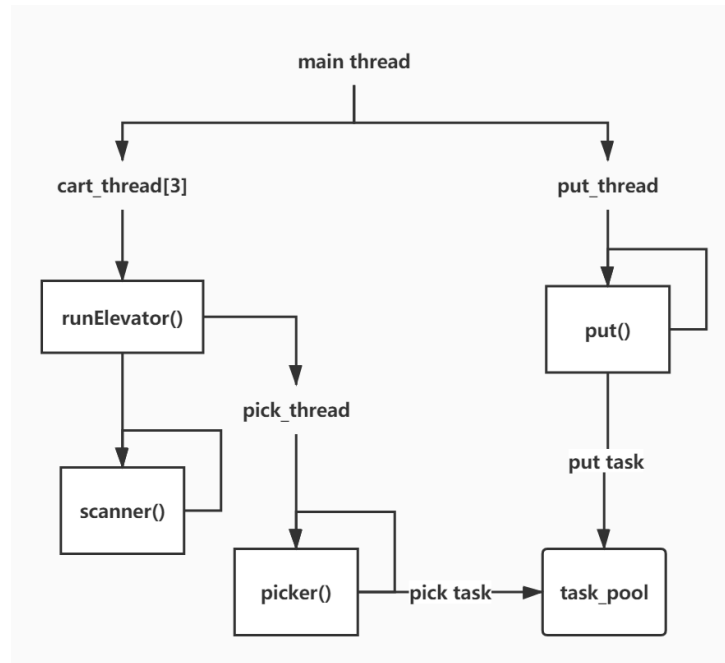 main thread
cart_thread[3]
put_thread
runElevator()
put()
pick_thread
put task
scanner()
picker()
pick task
task_pool